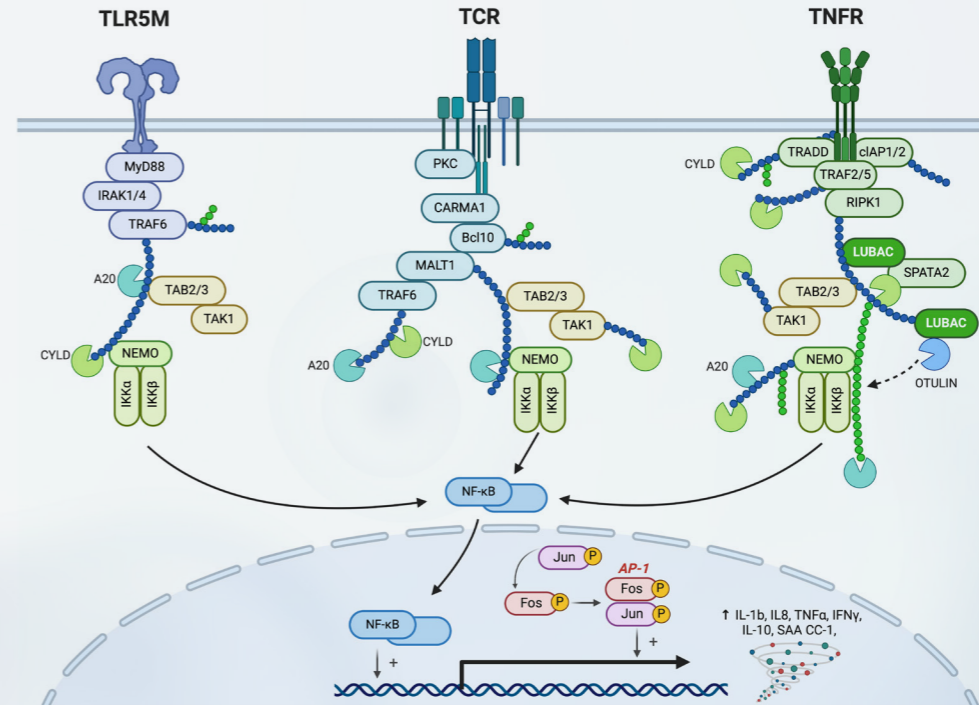 TLR5M
TCR
TNFR
MyD88
IRAK1/4
TRAF6
A20
TAB2/3
TAK1
CYLD
NEMO
IKKα
IKKβ
PKC
CARMA1
Bcl10
MALT1
TRAF6
TAB2/3
TAK1
CYLD
A20
NEMO
IKKα
IKKβ
CYLD
TRADD
cIAP1/2
TRAF2/5
RIPK1
LUBAC
SPATA2
TAB2/3
TAK1
LUBAC
A20
NEMO
OTULIN
IKKα
IKKβ
NF-κB
Jun
P
AP-1
Fos
P
Fos
P
Jun
P
NF-κB
+
+
↑ IL-1b, IL8, TNFα, IFNγ,
IL-10, SAA CC-1,